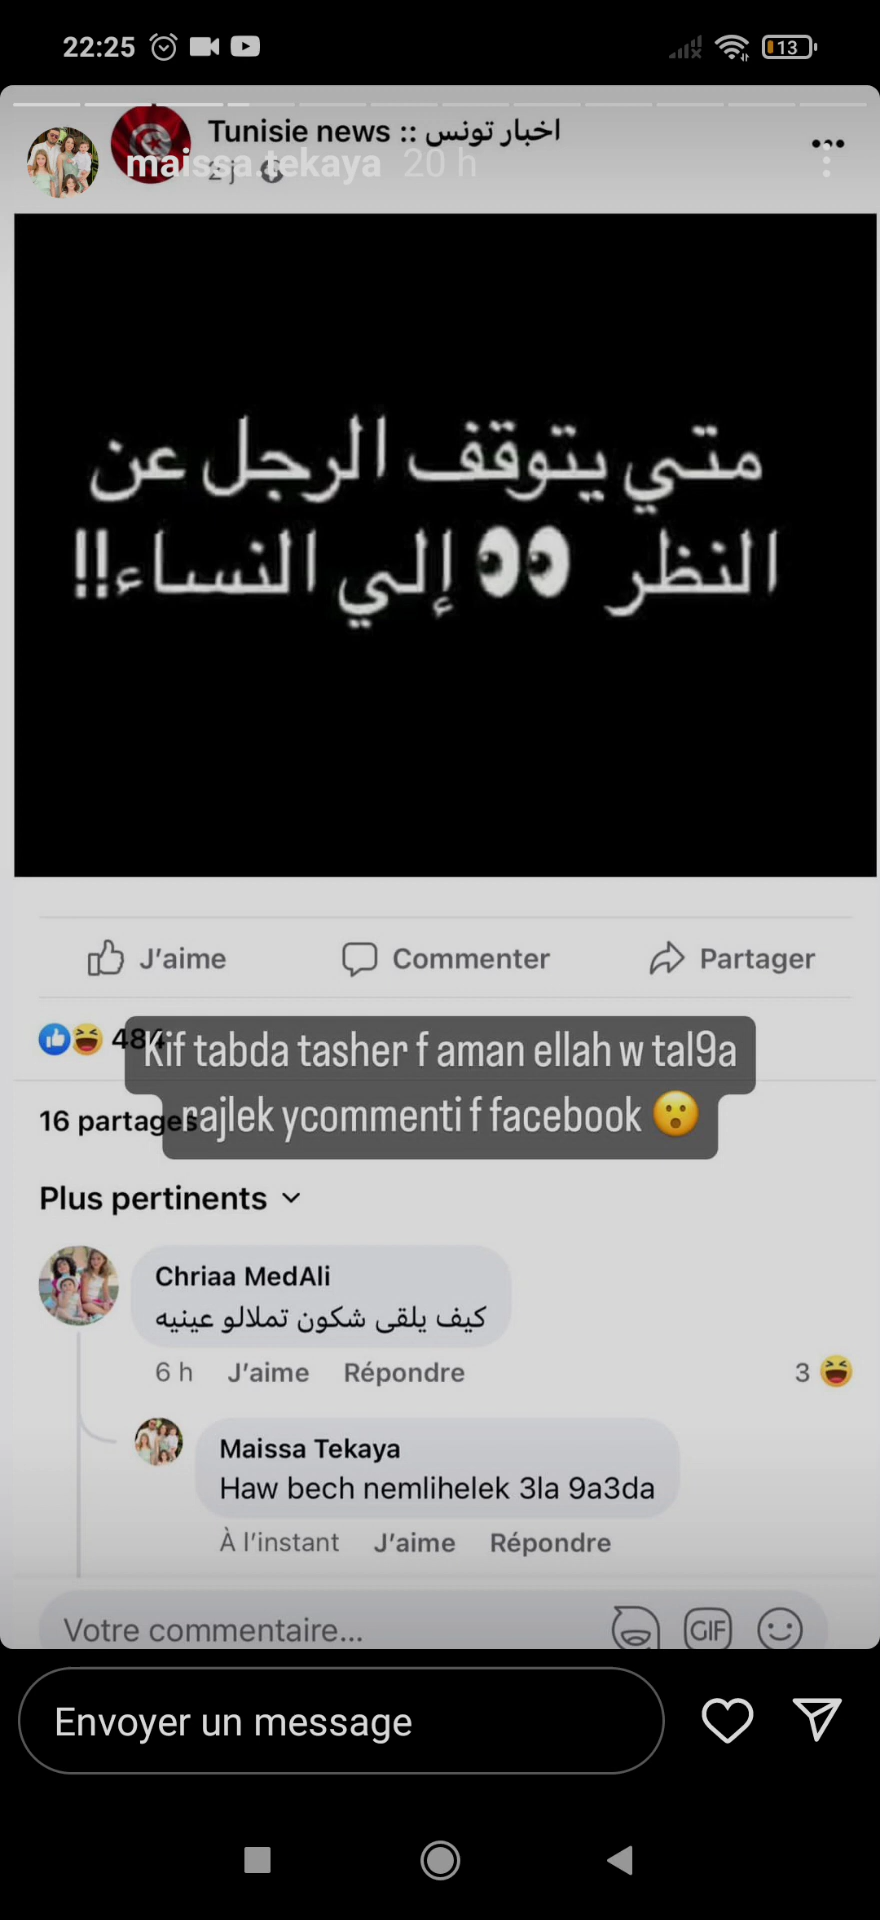 22:25
13
Tunisie news :: اخبار تونس
maissa.tekaya 20 h
2 j
متي يتوقف الرجل عن
النظر 👀 إلي النساء!!
J'aime Commenter Partager
484
Kif tabda tasher f aman ellah w tal9a
rajlek ycommenti f facebook 😮
16 partages
Plus pertinents
Chriaa MedAli
كيف يلقى شكون تملالو عينيه
6 h J'aime Répondre 3
Maissa Tekaya
Haw bech nemlihelek 3la 9a3da
À l'instant J'aime Répondre
Votre commentaire...
GIF
Envoyer un message